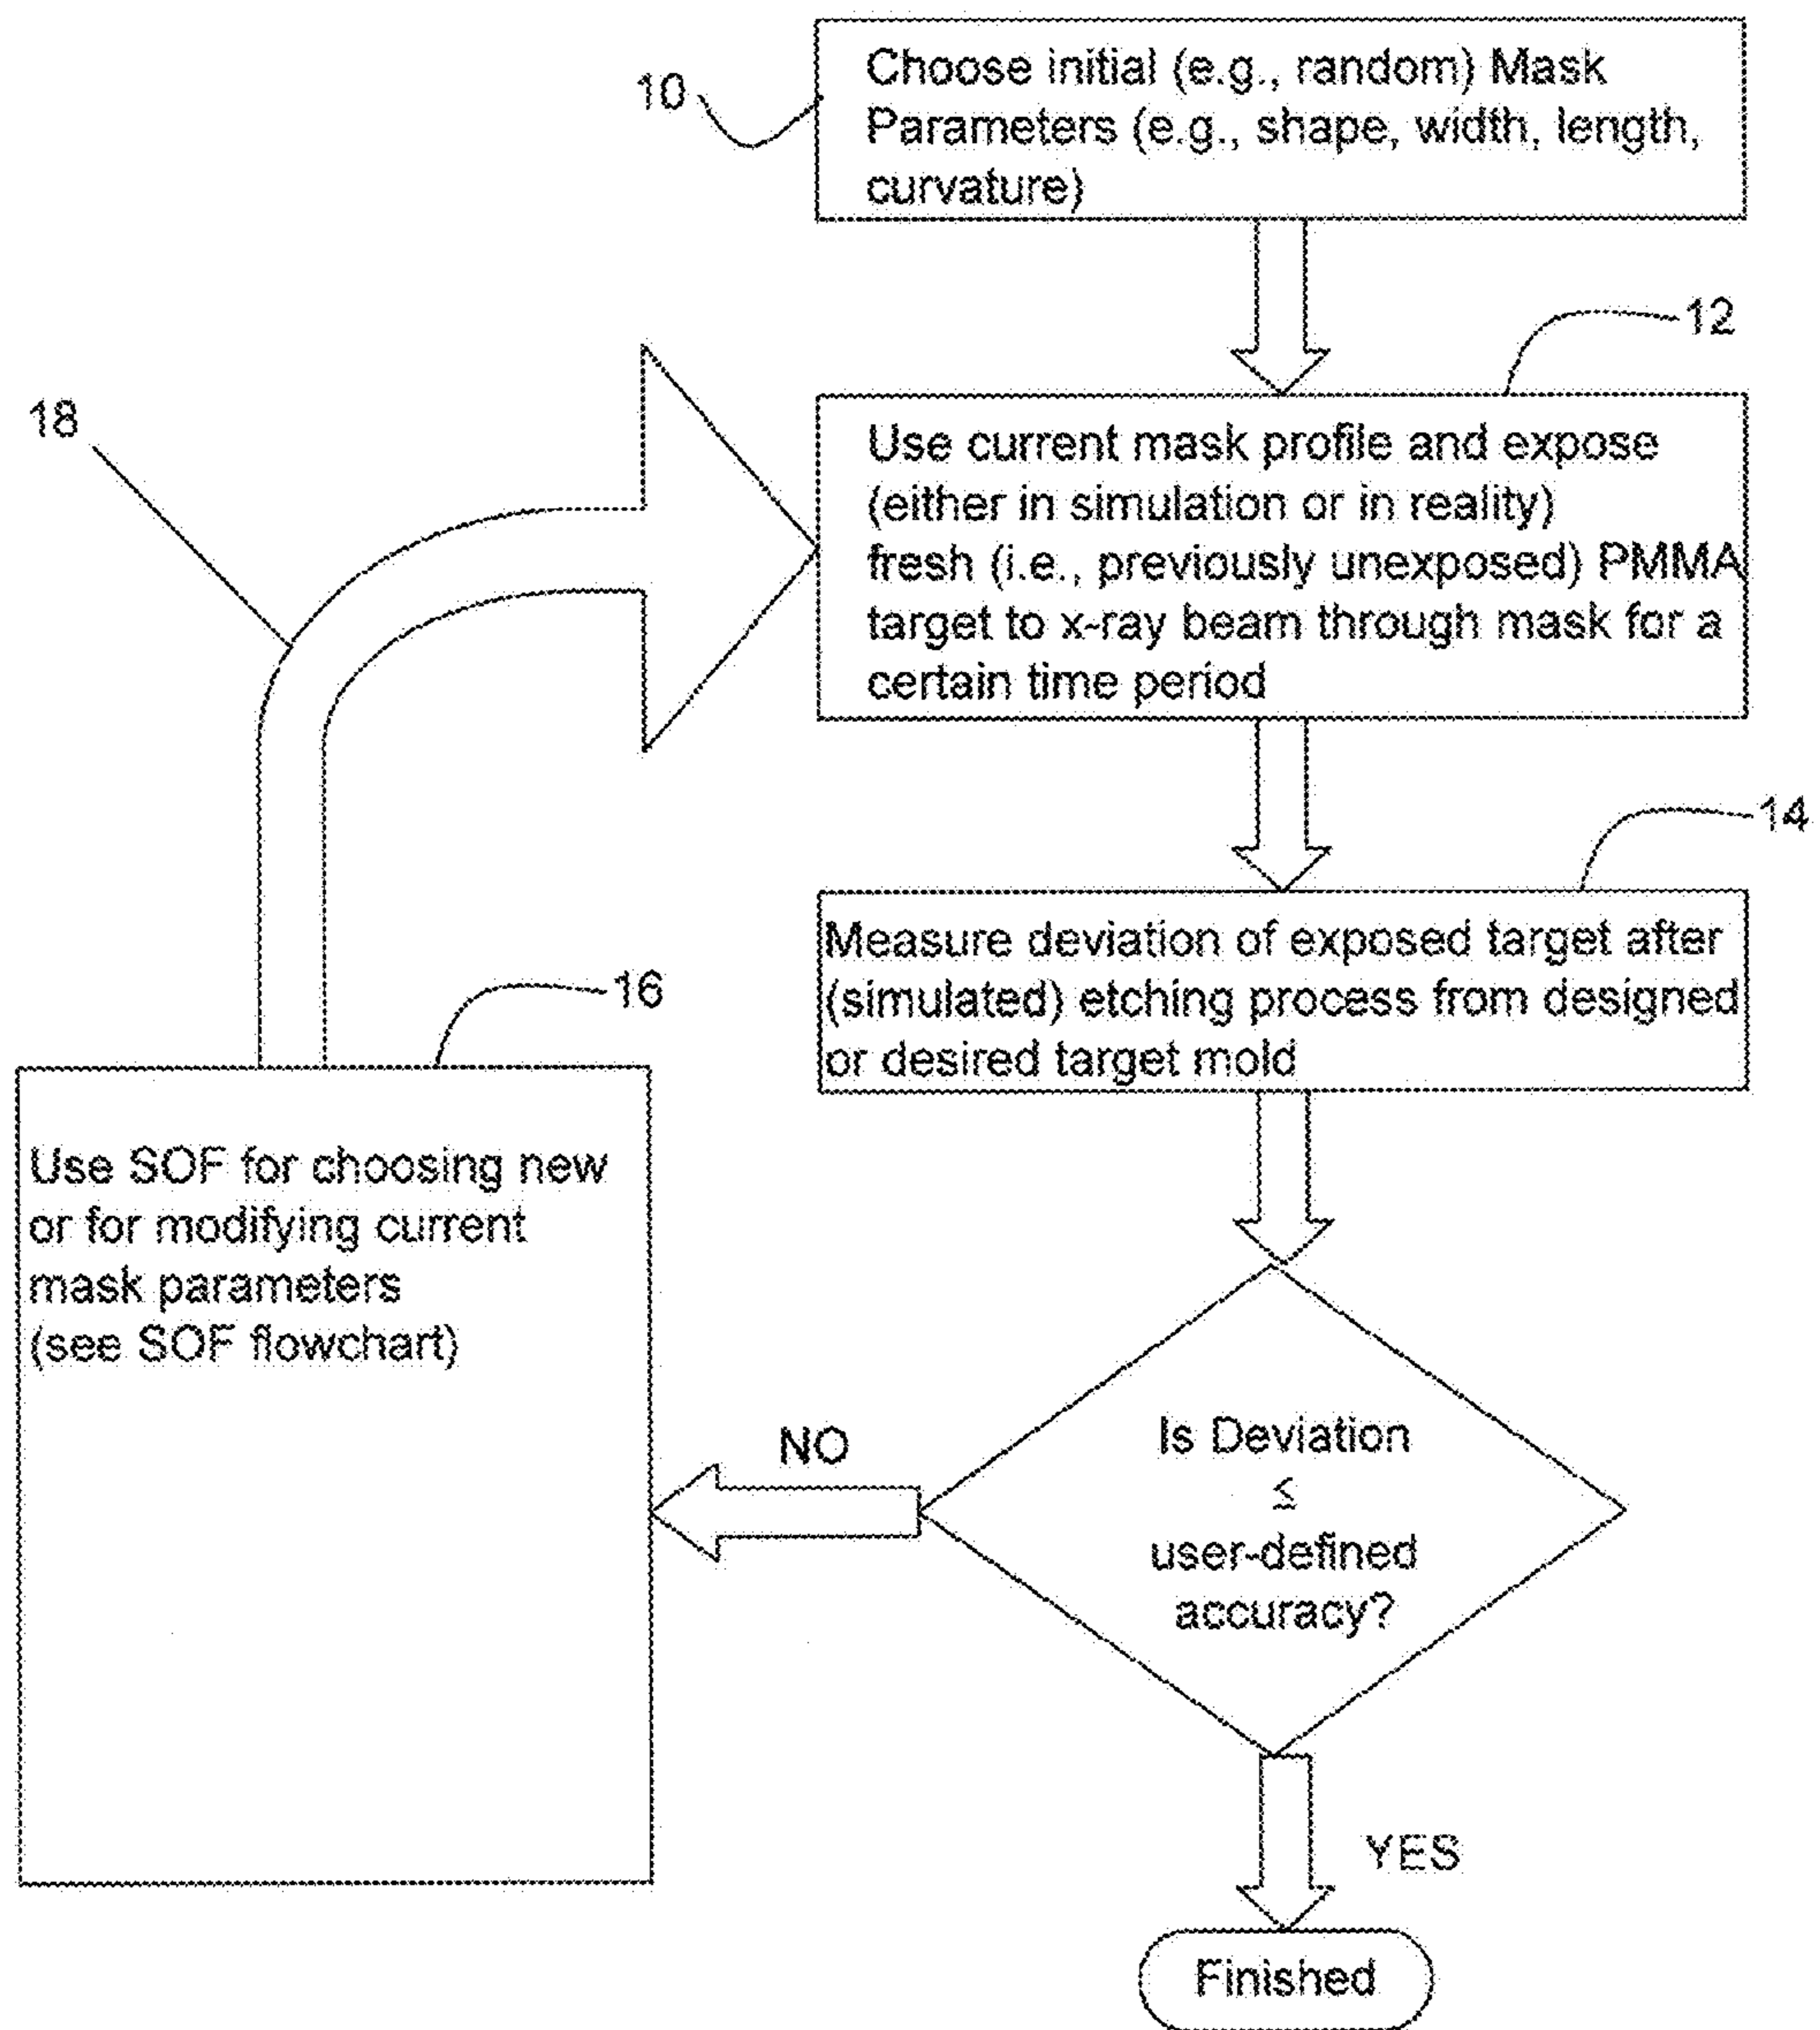 10
Choose initial (e.g., random) Mask
Parameters (e.g., shape, width, length,
curvature)
12
18
Use current mask profile and expose
(either in simulation or in reality)
fresh (i.e., previously unexposed) PMMA
target to x-ray beam through mask for a
certain time period
14
Measure deviation of exposed target after
(simulated) etching process from designed
or desired target mold
16
Use SOF for choosing new
or for modifying current
mask parameters
(see SOF flowchart)
NO
Is Deviation
≤
user-defined
accuracy?
YES
Finished